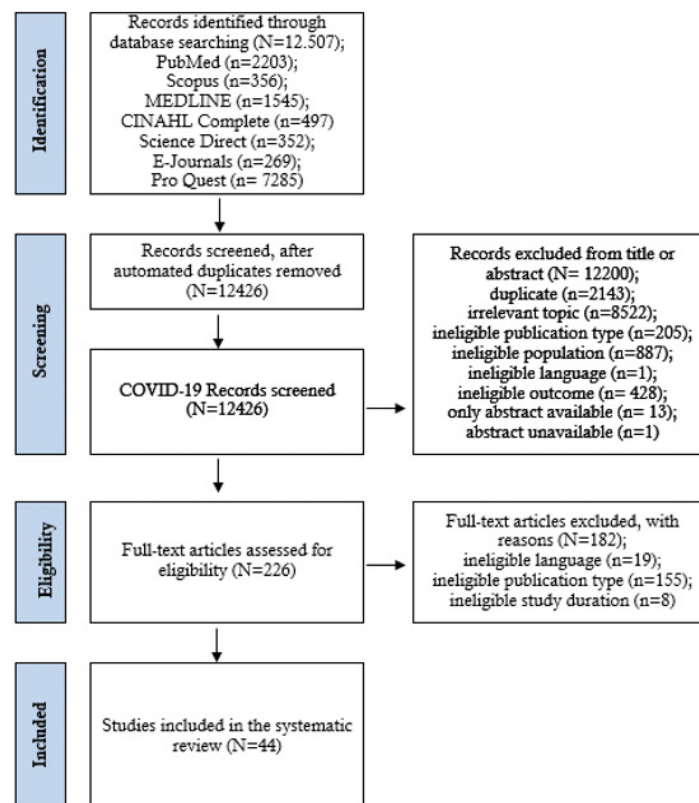 Identification
Records identified through
database searching (N=12.507);
PubMed (n=2203);
Scopus (n=356);
MEDLINE (n=1545);
CINAHL Complete (n=497)
Science Direct (n=352);
E-Journals (n=269);
Pro Quest (n= 7285)
Screening
Records screened, after
automated duplicates removed
(N=12426)
COVID-19 Records screened
(N=12426)
Records excluded from title or
abstract (N= 12200);
duplicate (n=2143);
irrelevant topic (n=8522);
ineligible publication type (n=205);
ineligible population (n=887);
ineligible language (n=1);
ineligible outcome (n= 428);
only abstract available (n= 13);
abstract unavailable (n=1)
Eligibility
Full-text articles assessed for
eligibility (N=226)
Full-text articles excluded, with
reasons (N=182);
ineligible language (n=19);
ineligible publication type (n=155);
ineligible study duration (n=8)
Included
Studies included in the systematic
review (N=44)